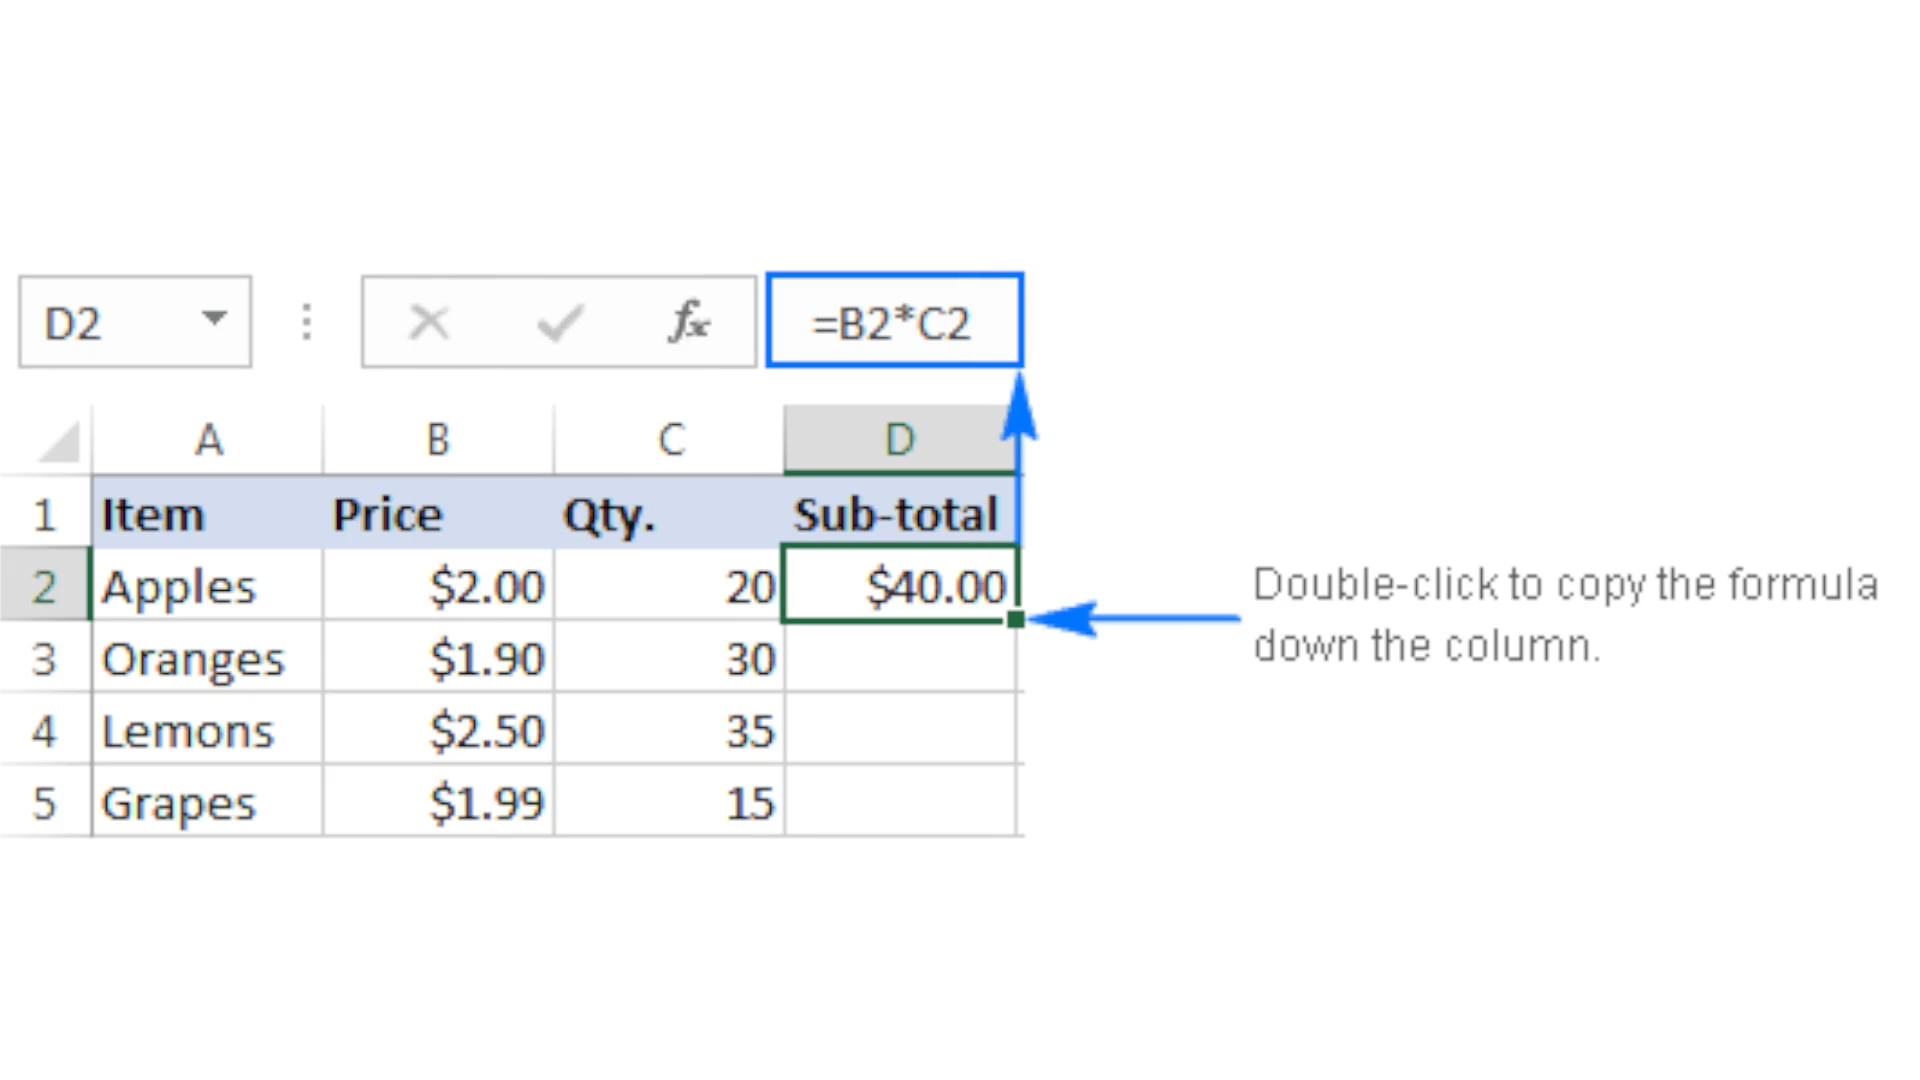 D2 fx =B2*C2
A B C D
1 Item Price Qty. Sub-total
2 Apples $2.00 20 $40.00
3 Oranges $1.90 30
4 Lemons $2.50 35
5 Grapes $1.99 15
Double-click to copy the formula
down the column.